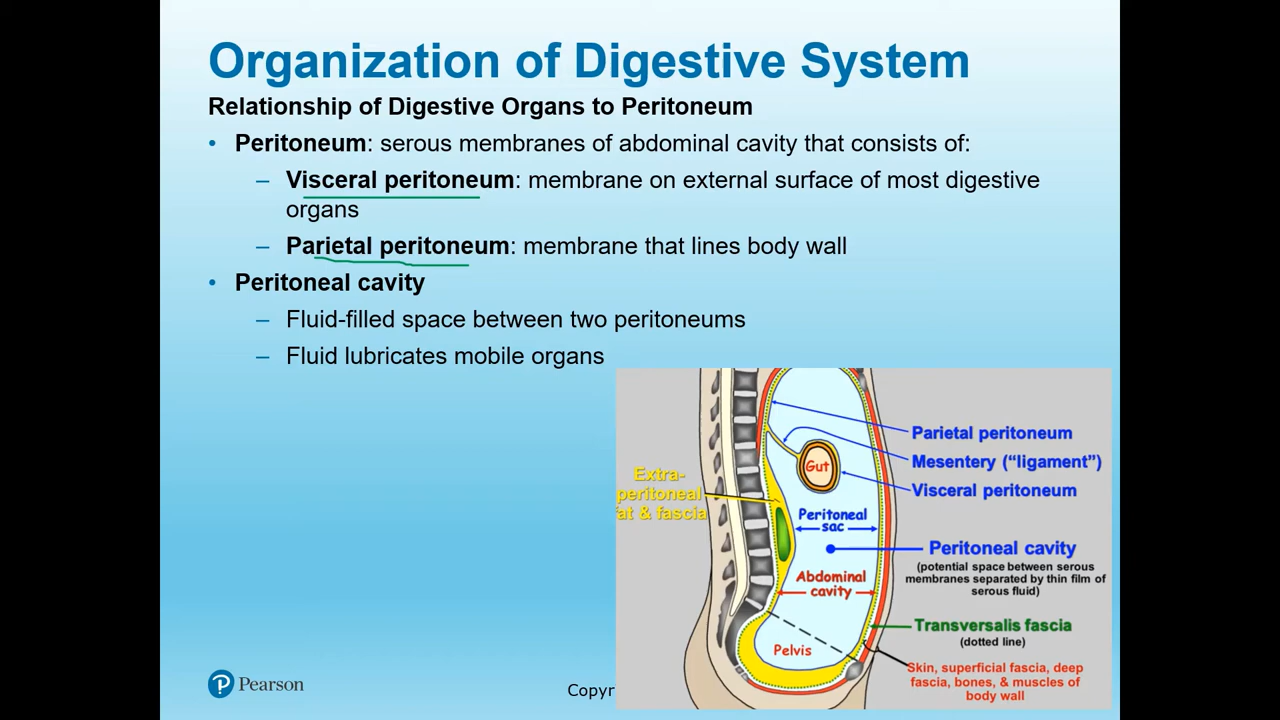 Organization of Digestive System
Relationship of Digestive Organs to Peritoneum
• Peritoneum: serous membranes of abdominal cavity that consists of:
– Visceral peritoneum: membrane on external surface of most digestive
organs
– Parietal peritoneum: membrane that lines body wall
• Peritoneal cavity
– Fluid-filled space between two peritoneums
– Fluid lubricates mobile organs
Parietal peritoneum
Mesentery (“ligament”)
Visceral peritoneum
Gut
Extra-
peritoneal
fat & fascia
Peritoneal
sac
Peritoneal cavity
(potential space between serous
membranes separated by thin film of
serous fluid)
Abdominal
cavity
Transversalis fascia
(dotted line)
Pelvis
Skin, superficial fascia, deep
fascia, bones, & muscles of
body wall
P Pearson
Copyr